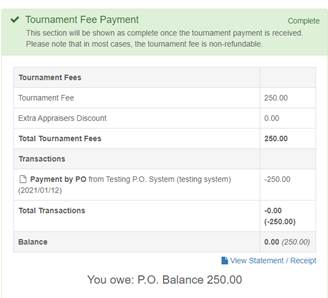 Tournament Fee Payment Complete
This section will be shown as complete once the tournament payment is received.
Please note that in most cases, the tournament fee is non-refundable.
Tournament Fees
Tournament Fee 250.00
Extra Appraisers Discount 0.00
Total Tournament Fees 250.00
Transactions
Payment by PO from Testing P.O. System (testing system) -250.00
(2021/01/12)
Total Transactions -0.00
(-250.00)
Balance 0.00 (250.00)
View Statement / Receipt
You owe: P.O. Balance 250.00